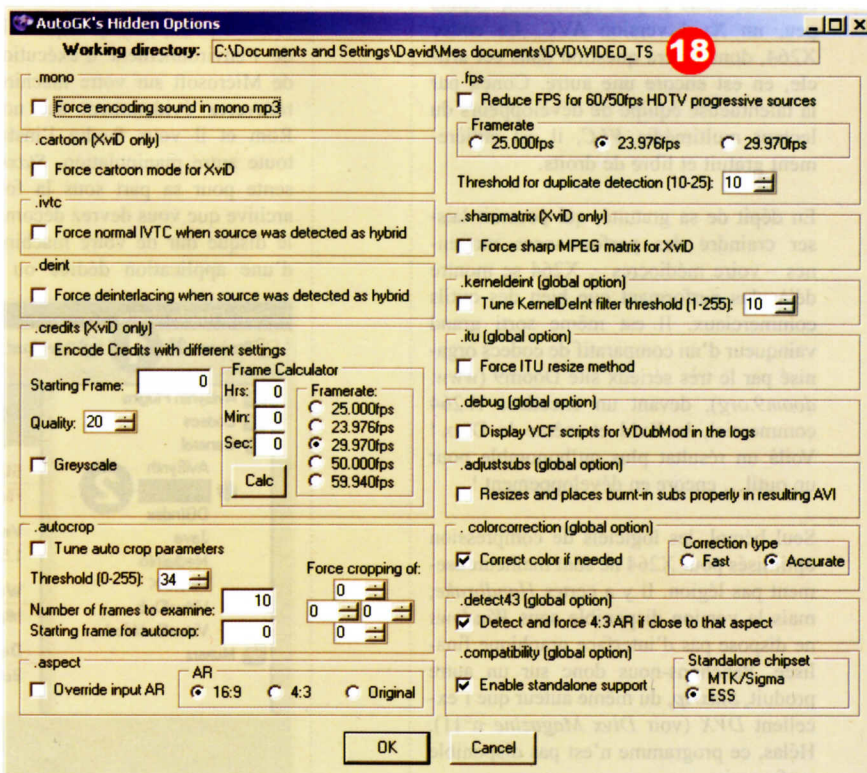 AutoGK's Hidden Options
Working directory: C:\Documents and Settings\David\Mes documents\DVD\VIDEO_TS
18
.mono
Force encoding sound in mono mp3
.cartoon (XviD only)
Force cartoon mode for XviD
.ivtc
Force normal IVTC when source was detected as hybrid
.deint
Force deinterlacing when source was detected as hybrid
.credits (XviD only)
Encode Credits with different settings
Starting Frame: 0
Quality: 20
Greyscale
Frame Calculator
Hrs: 0
Min: 0
Sec: 0
Calc
Framerate:
25.000fps
23.976fps
29.970fps
50.000fps
59.940fps
.autocrop
Tune auto crop parameters
Threshold (0-255): 34
Number of frames to examine: 10
Starting frame for autocrop: 0
Force cropping of:
0
0 0
0
.aspect
Override input AR
AR
16:9 4:3 Original
.fps
Reduce FPS for 60/50fps HDTV progressive sources
Framerate
25.000fps 23.976fps 29.970fps
Threshold for duplicate detection (10-25): 10
.sharpmatrix (XviD only)
Force sharp MPEG matrix for XviD
.kerneldeint (global option)
Tune KernelDeInt filter threshold (1-255): 10
.itu (global option)
Force ITU resize method
.debug (global option)
Display VCF scripts for VDubMod in the logs
.adjustsubs (global option)
Resizes and places burnt-in subs properly in resulting AVI
. colorcorrection (global option)
Correct color if needed
Correction type
Fast Accurate
.detect43 (global option)
Detect and force 4:3 AR if close to that aspect
.compatibility (global option)
Enable standalone support
Standalone chipset
MTK/Sigma
ESS
OK
Cancel